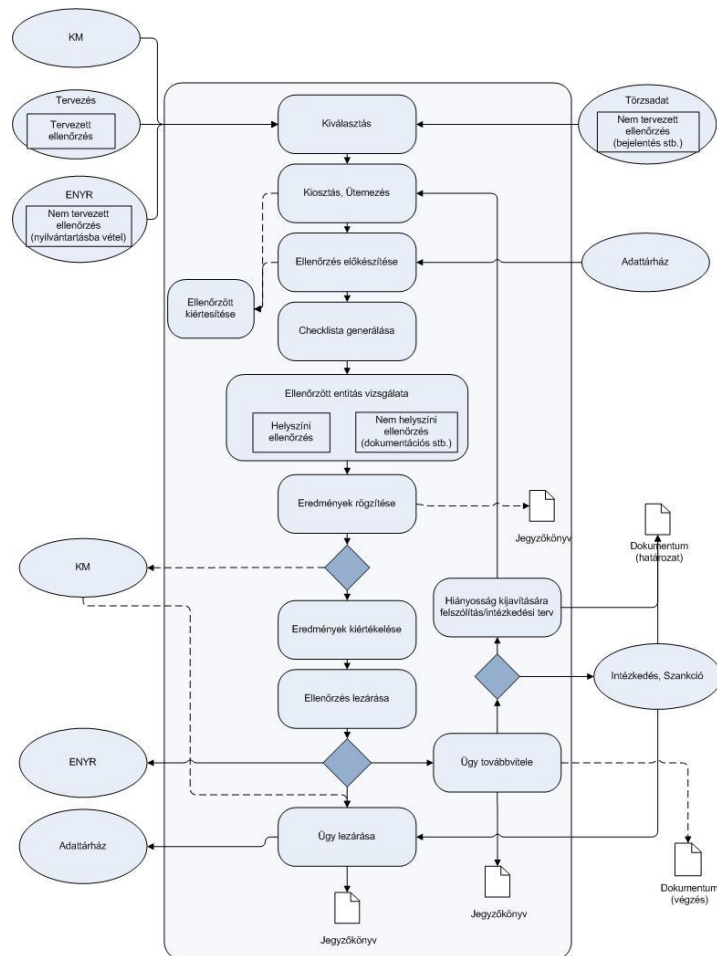 KM
Tervezés
Tervezett
ellenőrzés
ENYR
Nem tervezett
ellenőrzés
(nyilvántartásba vétel)
Kiválasztás
Törzsadat
Nem tervezett
ellenőrzés
(bejelentés stb.)
Kiosztás, Ütemezés
Ellenőrzés előkészítése
Adattárház
Ellenőrzött
kiértesítése
Checklista generálása
Ellenőrzött entitás vizsgálata
Helyszíni
ellenőrzés
Nem helyszíni
ellenőrzés
(dokumentációs stb.)
Eredmények rögzítése
Jegyzőkönyv
Dokumentum
(határozat)
KM
Hiányosság kíjavítására
felszólítás/intézkedési terv
Eredmények kiértékelése
Ellenőrzés lezárása
Intézkedés, Szankció
ENYR
Ügy továbbvitele
Adattárház
Ügy lezárása
Jegyzőkönyv
Jegyzőkönyv
Dokumentum
(végzés)